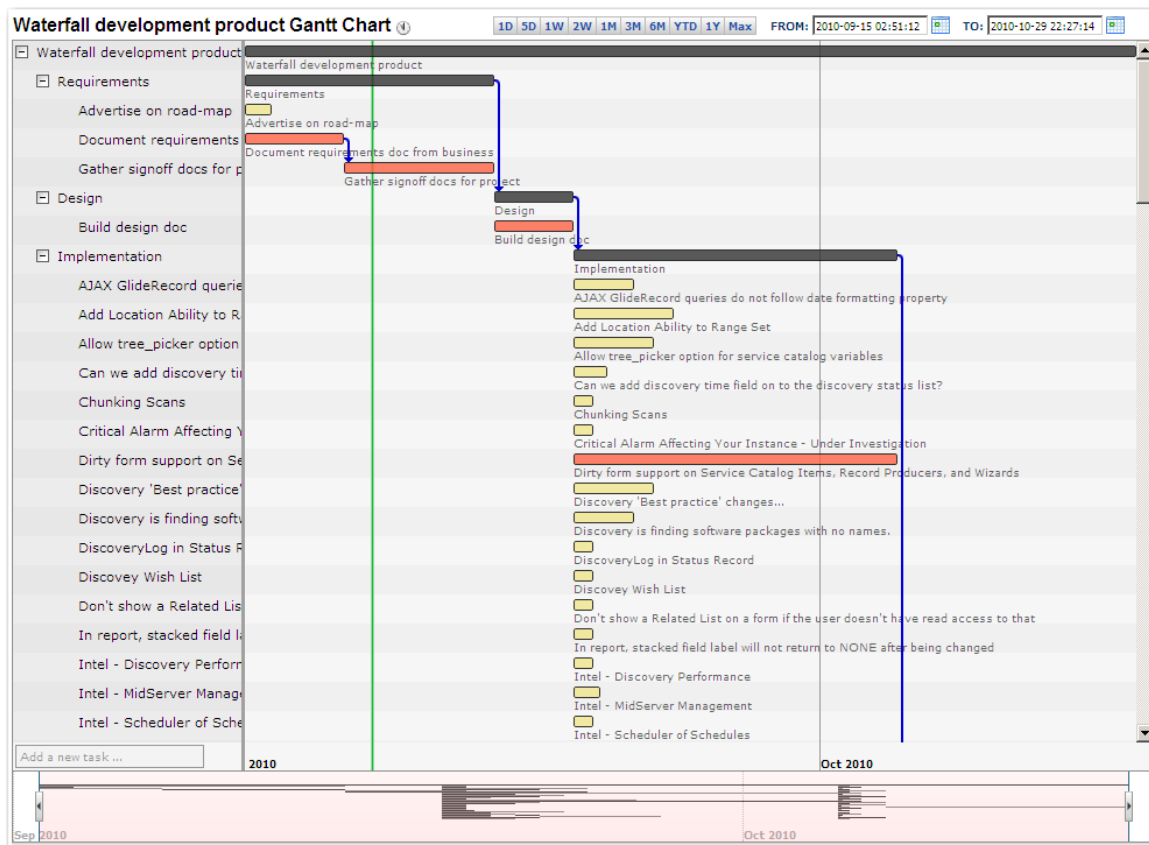 Waterfall development product Gantt Chart
1D 5D 1W 2W 1M 3M 6M YTD 1Y Max FROM: 2010-09-15 02:51:12 TO: 2010-10-29 22:27:14
Waterfall development product
Waterfall development product
Requirements
Requirements
Advertise on road-map
Advertise on road-map
Document requirements
Document requirements doc from business
Gather signoff docs for p
Gather signoff docs for project
Design
Design
Build design doc
Build design doc
Implementation
Implementation
AJAX GlideRecord querie
AJAX GlideRecord queries do not follow date formatting property
Add Location Ability to R
Add Location Ability to Range Set
Allow tree_picker option
Allow tree_picker option for service catalog variables
Can we add discovery ti
Can we add discovery time field on to the discovery status list?
Chunking Scans
Chunking Scans
Critical Alarm Affecting Y
Critical Alarm Affecting Your Instance - Under Investigation
Dirty form support on Se
Dirty form support on Service Catalog Items, Record Producers, and Wizards
Discovery 'Best practice'
Discovery 'Best practice' changes...
Discovery is finding softw
Discovery is finding software packages with no names.
DiscoveryLog in Status R
DiscoveryLog in Status Record
Discovey Wish List
Discovey Wish List
Don't show a Related Lis
Don't show a Related List on a form if the user doesn't have read access to that
In report, stacked field la
In report, stacked field label will not return to NONE after being changed
Intel - Discovery Perform
Intel - Discovery Performance
Intel - MidServer Manage
Intel - MidServer Management
Intel - Scheduler of Sche
Intel - Scheduler of Schedules
Add a new task ...
2010 Oct 2010
Sep 2010 Oct 2010